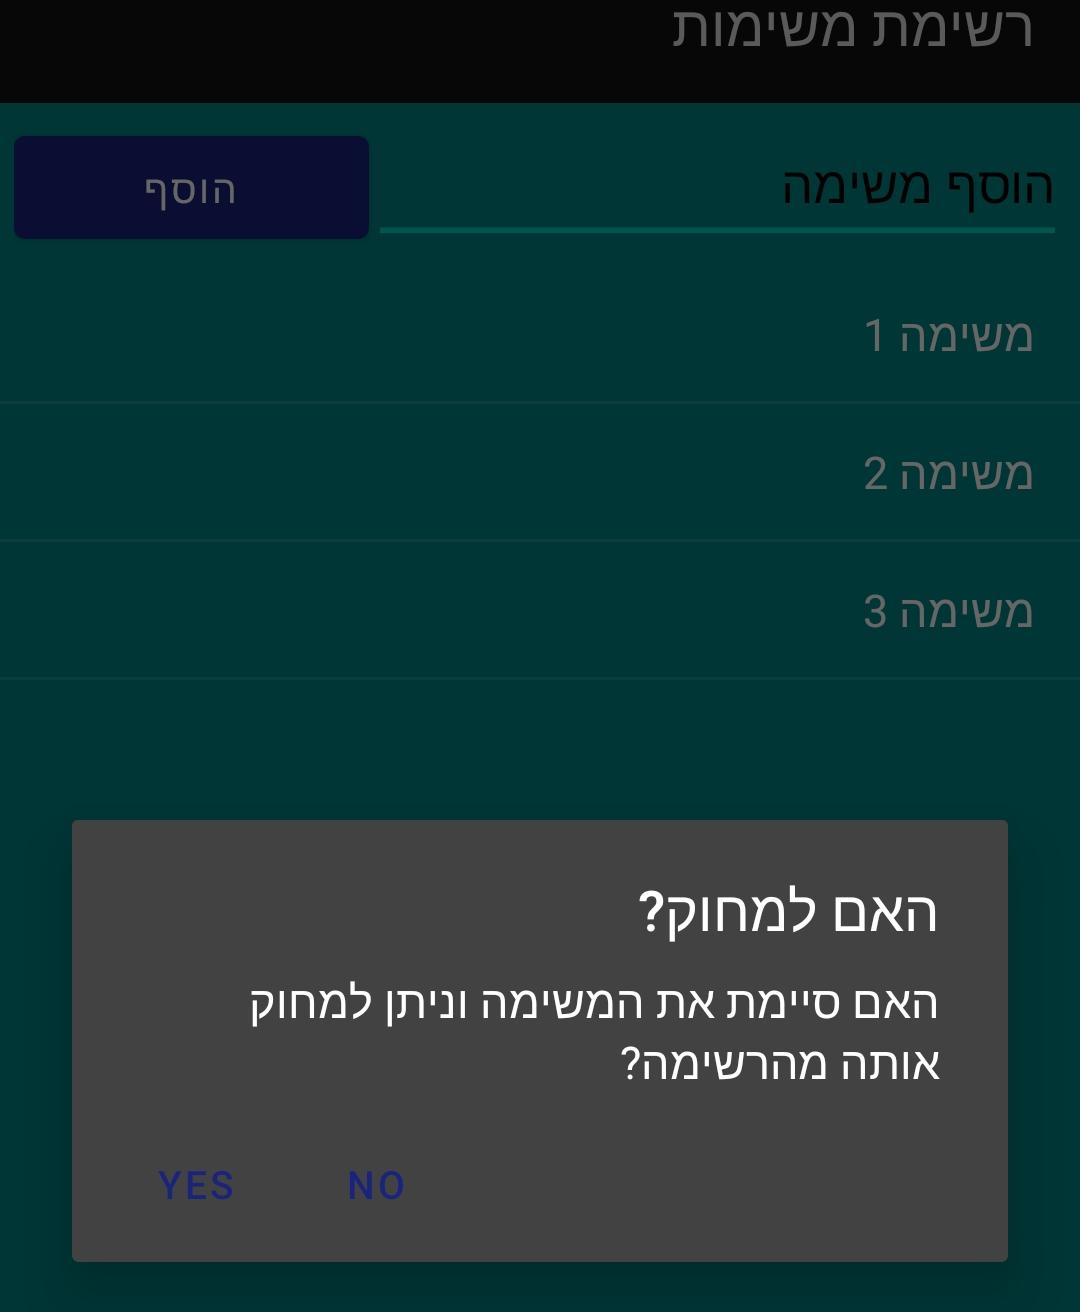 רשימת משימות
הוסף משימה
הוסף
משימה 1
משימה 2
משימה 3
האם למחוק?
האם סיימת את המשימה וניתן למחוק
אותה מהרשימה?
NO
YES